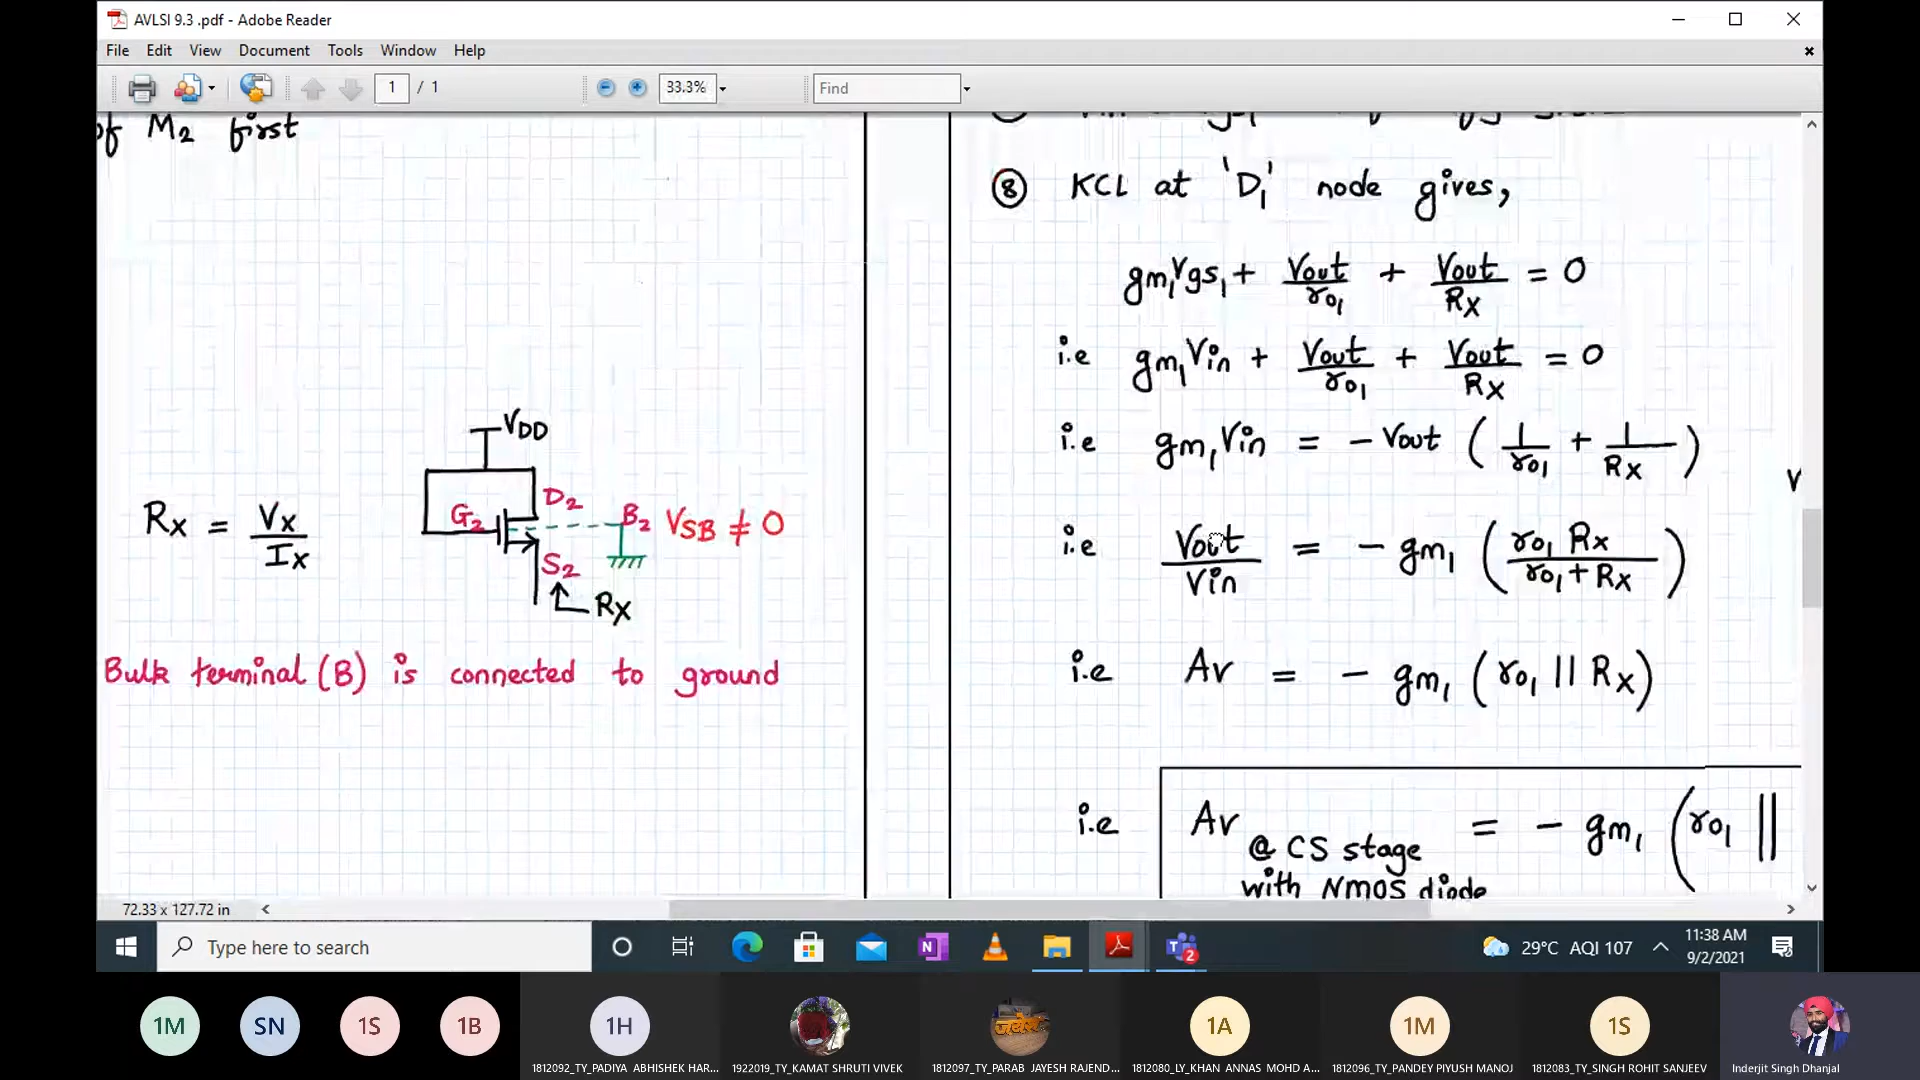 AVLSI 9.3 .pdf - Adobe Reader
File Edit View Document Tools Window Help
1 / 1
33.3%
Find
of M2 first
RX = VX / IX
VDD
G2
D2
B2
VSB ≠ 0
S2
RX
Bulk terminal (B) is connected to ground
⑧ KCL at 'D1' node gives,
gm1Vgs1 + Vout/ro1 + Vout/RX = 0
i.e gm1Vin + Vout/ro1 + Vout/RX = 0
i.e gm1Vin = - Vout ( 1/ro1 + 1/RX )
i.e Vout/Vin = - gm1 ( ro1 RX / ro1 + RX )
i.e Av = - gm1 ( ro1 || RX )
i.e Av @ CS stage with NMOS diode = - gm1 ( ro1 ||
72.33 x 127.72 in
Type here to search
2
29°C AQI 107
11:38 AM
9/2/2021
1M SN 1S 1B 1H 1A 1M 1S
1812092_TY_PADIYA ABHISHEK HAR...
1922019_TY_KAMAT SHRUTI VIVEK
1812097_TY_PARAB JAYESH RAJEND...
1812080_LY_KHAN ANNAS MOHD A...
1812096_TY_PANDEY PIYUSH MANOJ
1812083_TY_SINGH ROHIT SANJEEV
Inderjit Singh Dhanjal